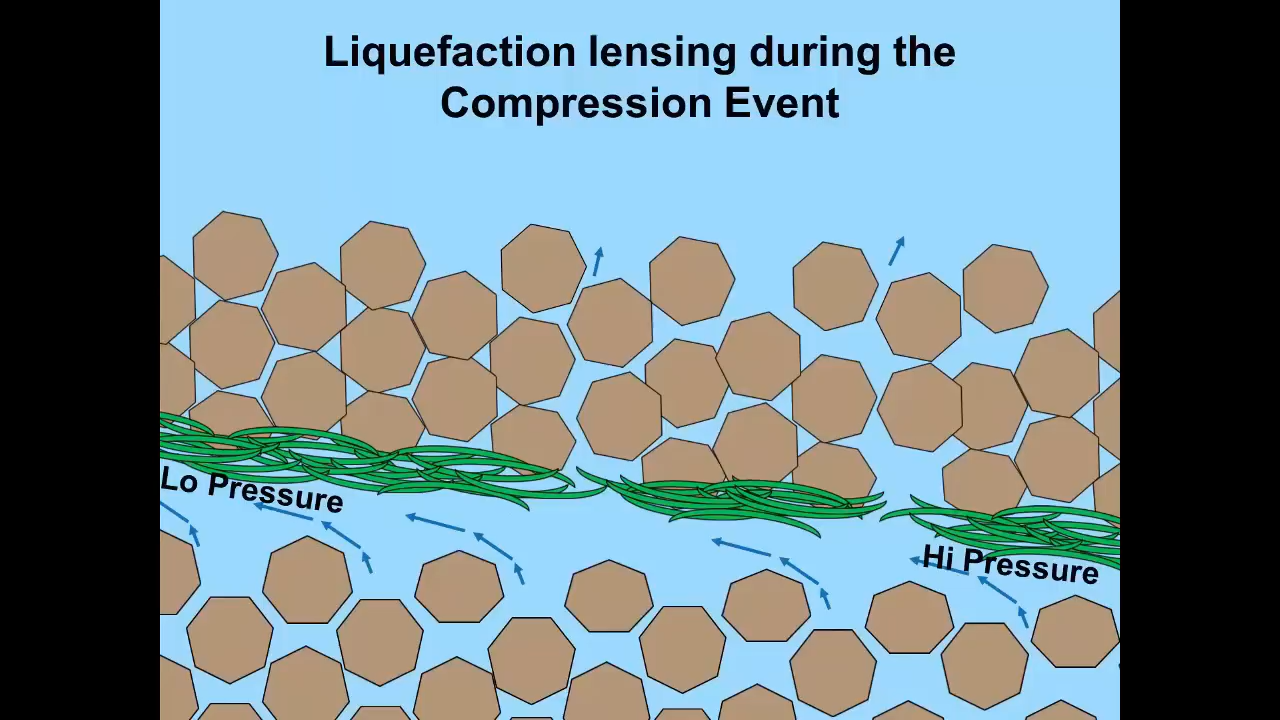 Liquefaction lensing during the
Compression Event
Lo Pressure
Hi Pressure